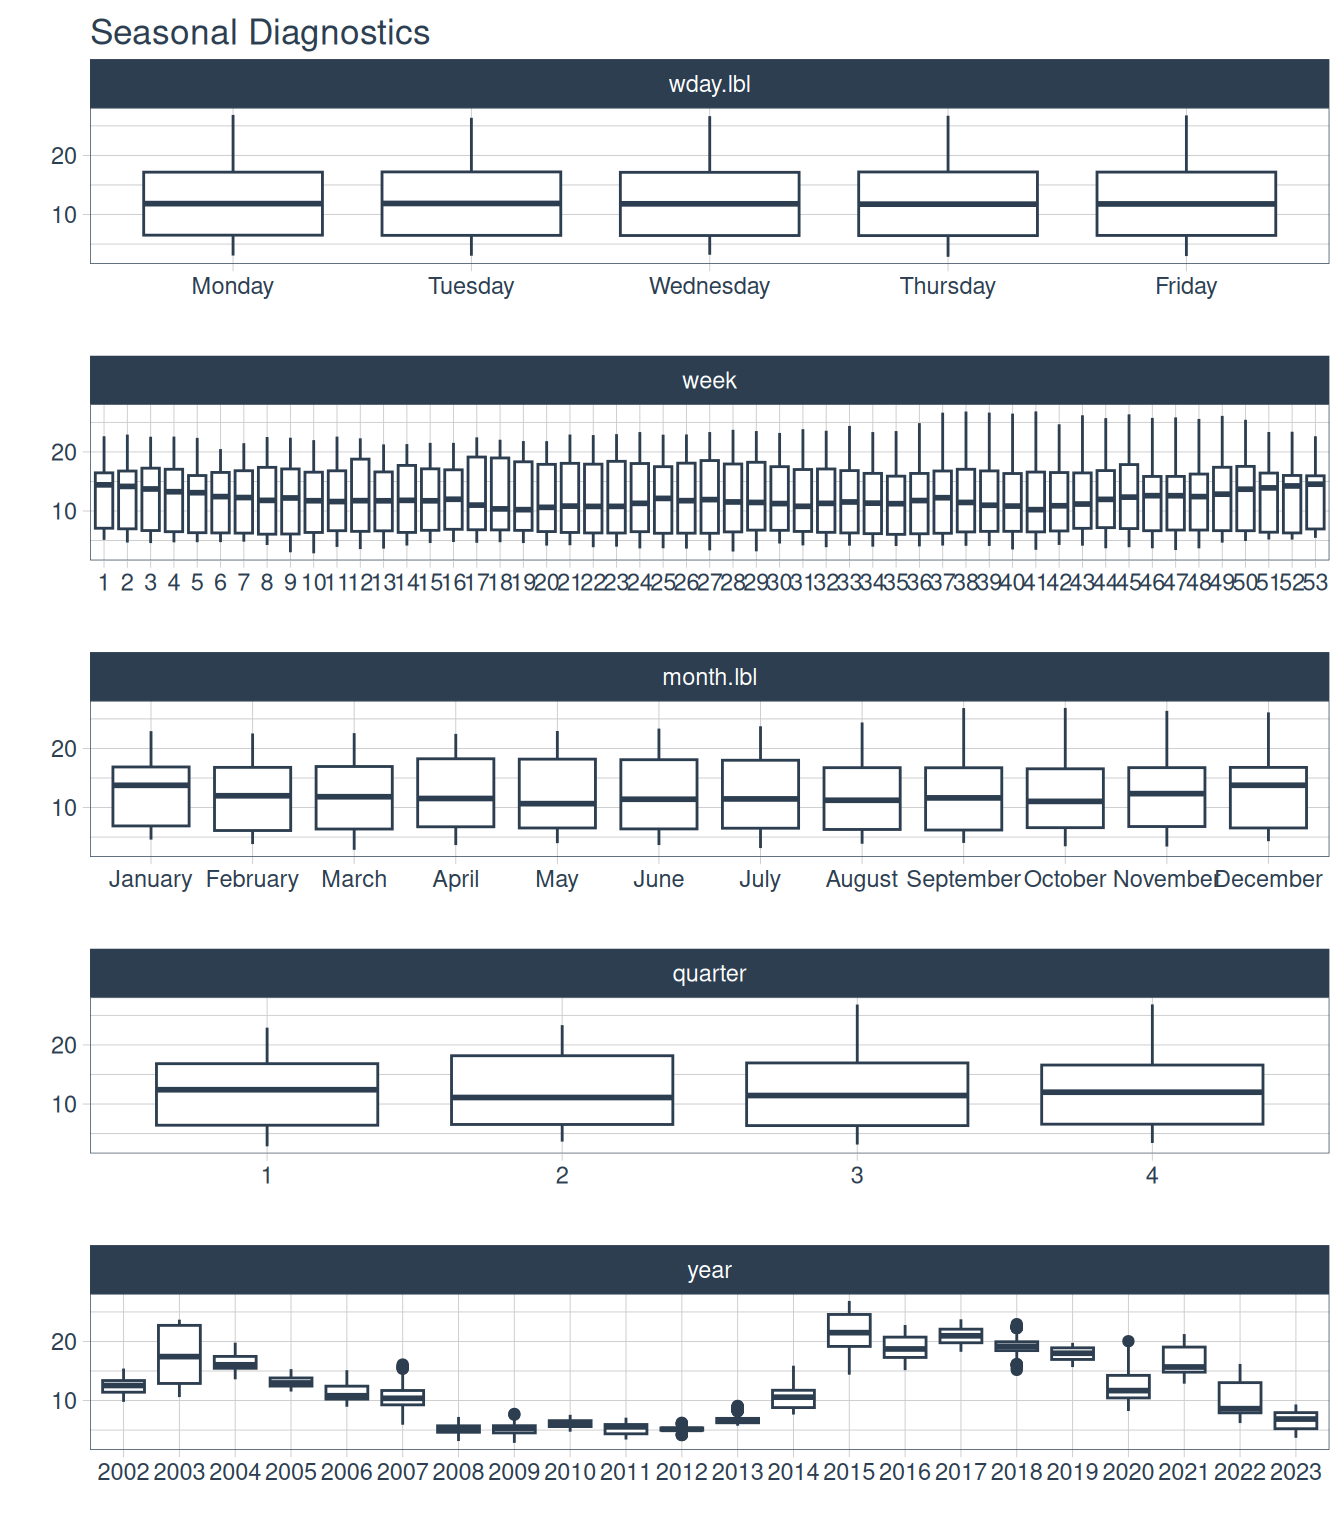 Seasonal Diagnostics
wday.lbl
20
10
Monday Tuesday Wednesday Thursday Friday
week
20
10
1 2 3 4 5 6 7 8 9 10 11 12 13 14 15 16 17 18 19 20 21 22 23 24 25 26 27 28 29 30 31 32 33 34 35 36 37 38 39 40 41 42 43 44 45 46 47 48 49 50 51 52 53
month.lbl
20
10
January February March April May June July August September October November December
quarter
20
10
1 2 3 4
year
20
10
2002 2003 2004 2005 2006 2007 2008 2009 2010 2011 2012 2013 2014 2015 2016 2017 2018 2019 2020 2021 2022 2023